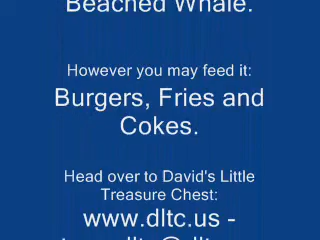 Beached Whale.
However you may feed it:
Burgers, Fries and
Cokes.
Head over to David's Little
Treasure Chest:
www.dltc.us -